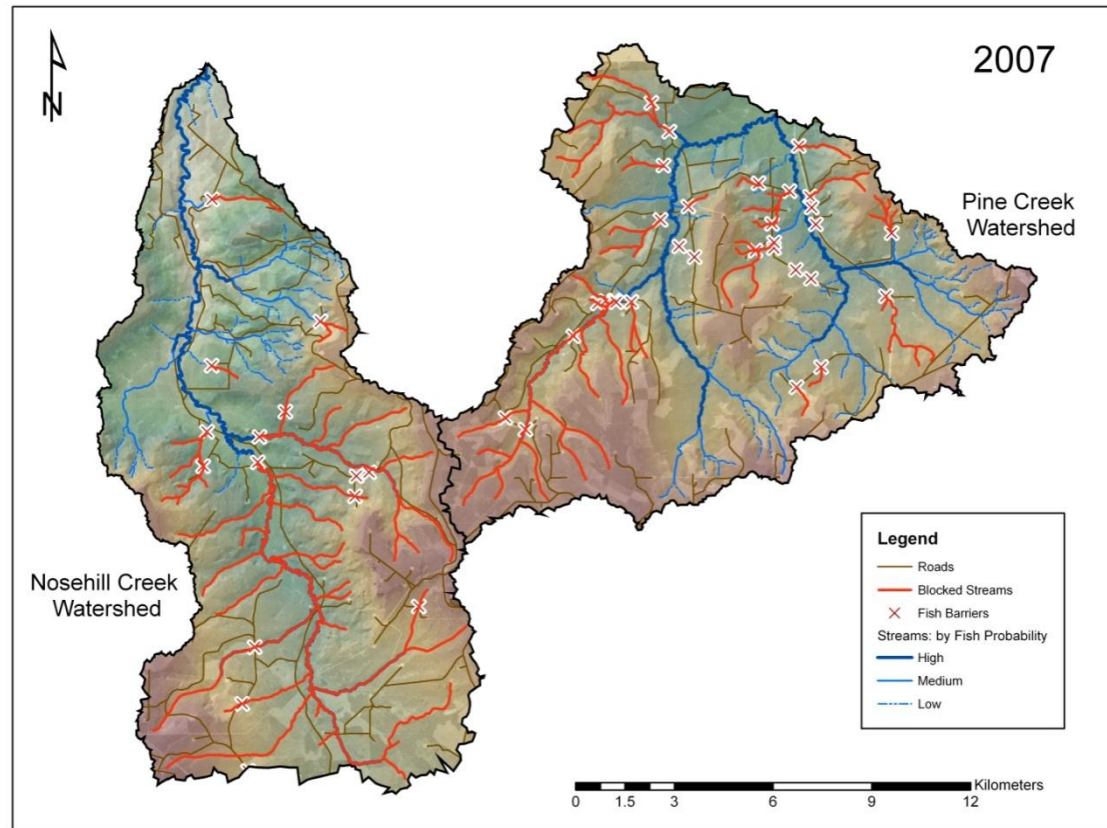 2007
N
Pine Creek
Watershed
Nosehill Creek
Watershed
Legend
Roads
Blocked Streams
Fish Barriers
Streams: by Fish Probability
High
Medium
Low
Kilometers
0 1.5 3 6 9 12